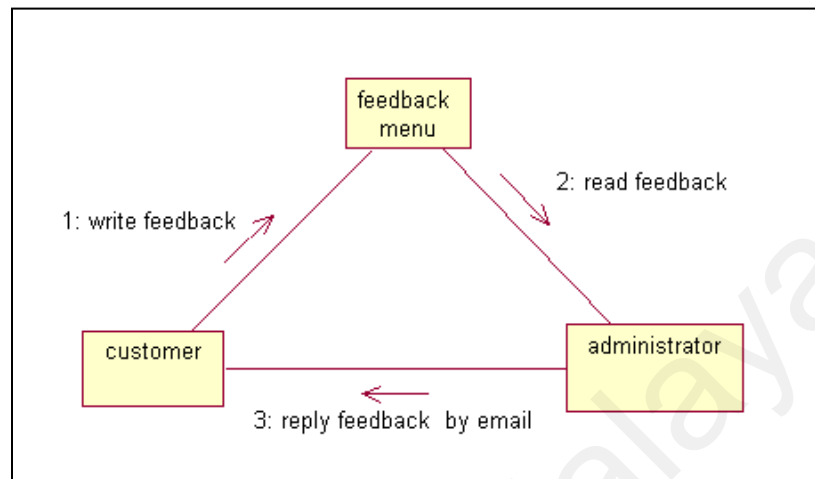 feedback
menu
2: read feedback
1: write feedback
customer
administrator
3: reply feedback by email